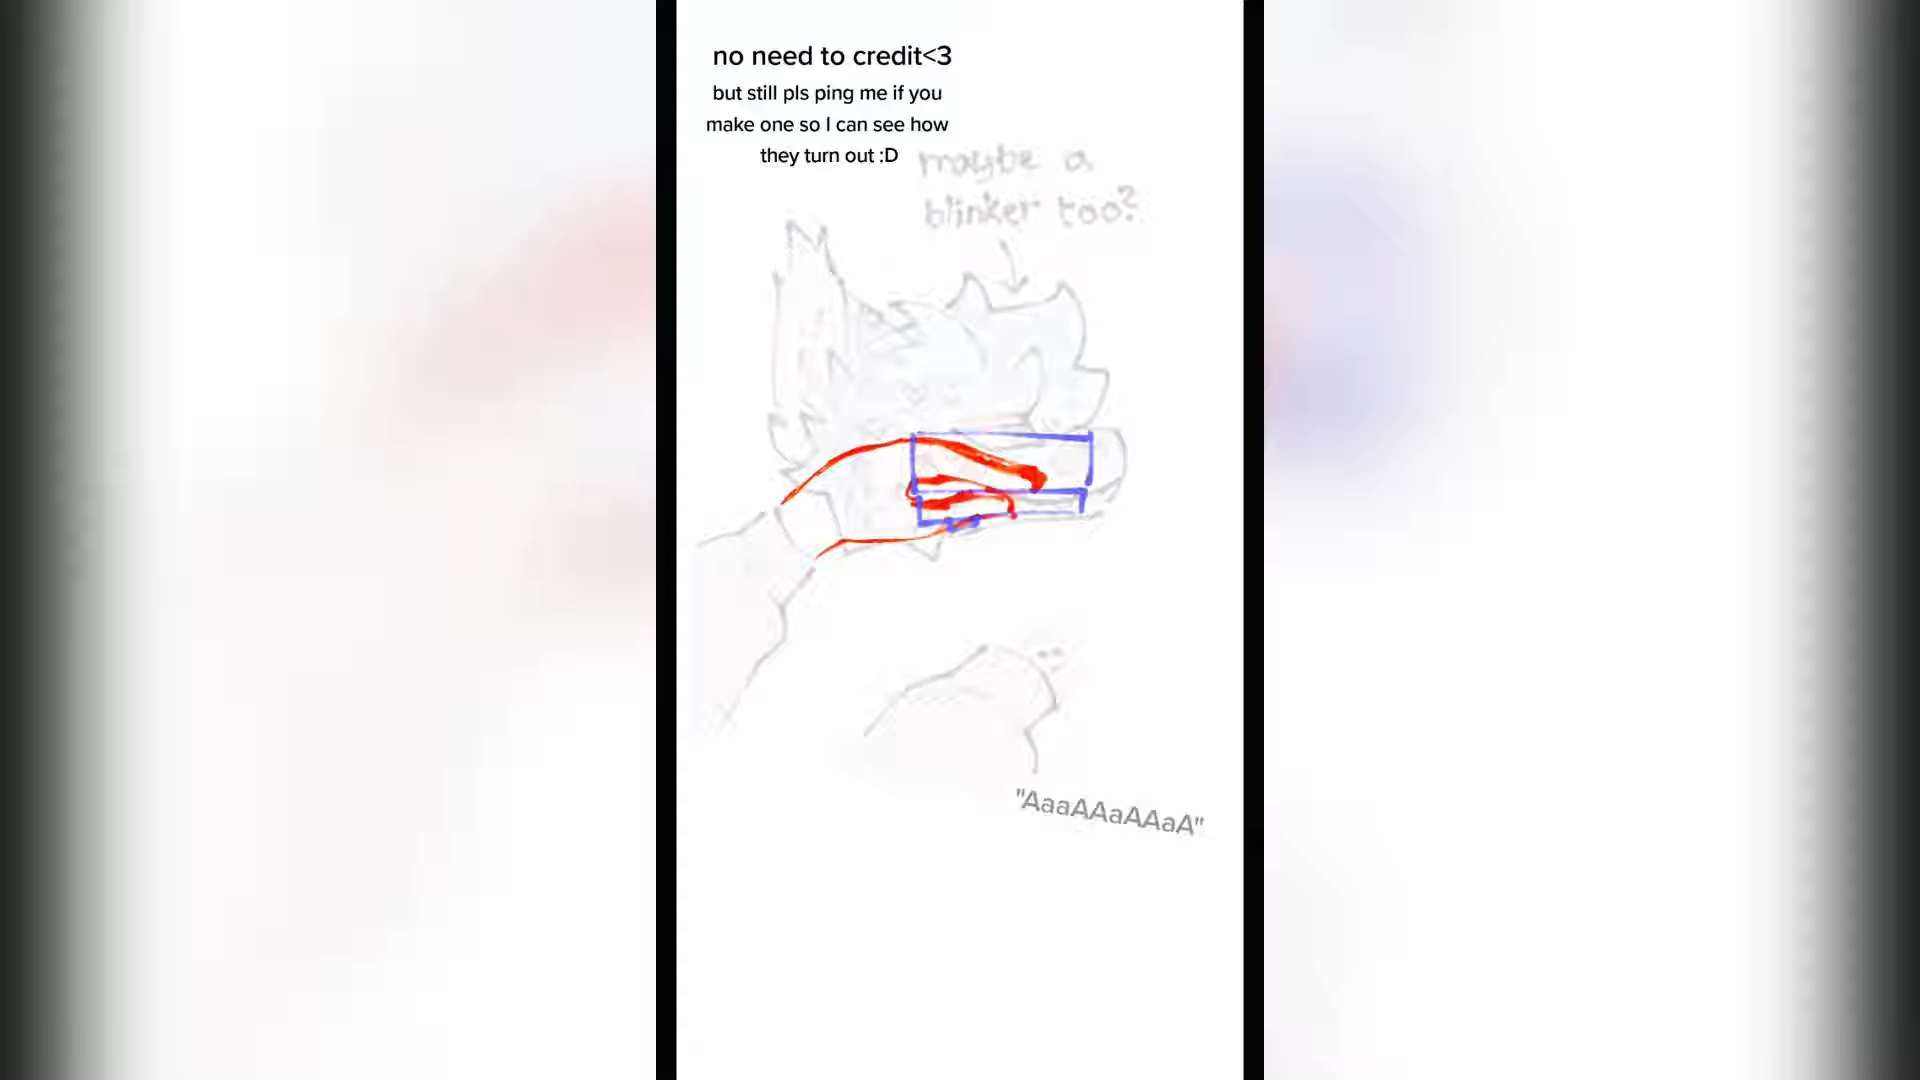 no need to credit<3
but still pls ping me if you
make one so I can see how
they turn out :D
maybe a
blinker too?
"AaaAAaAAaA"